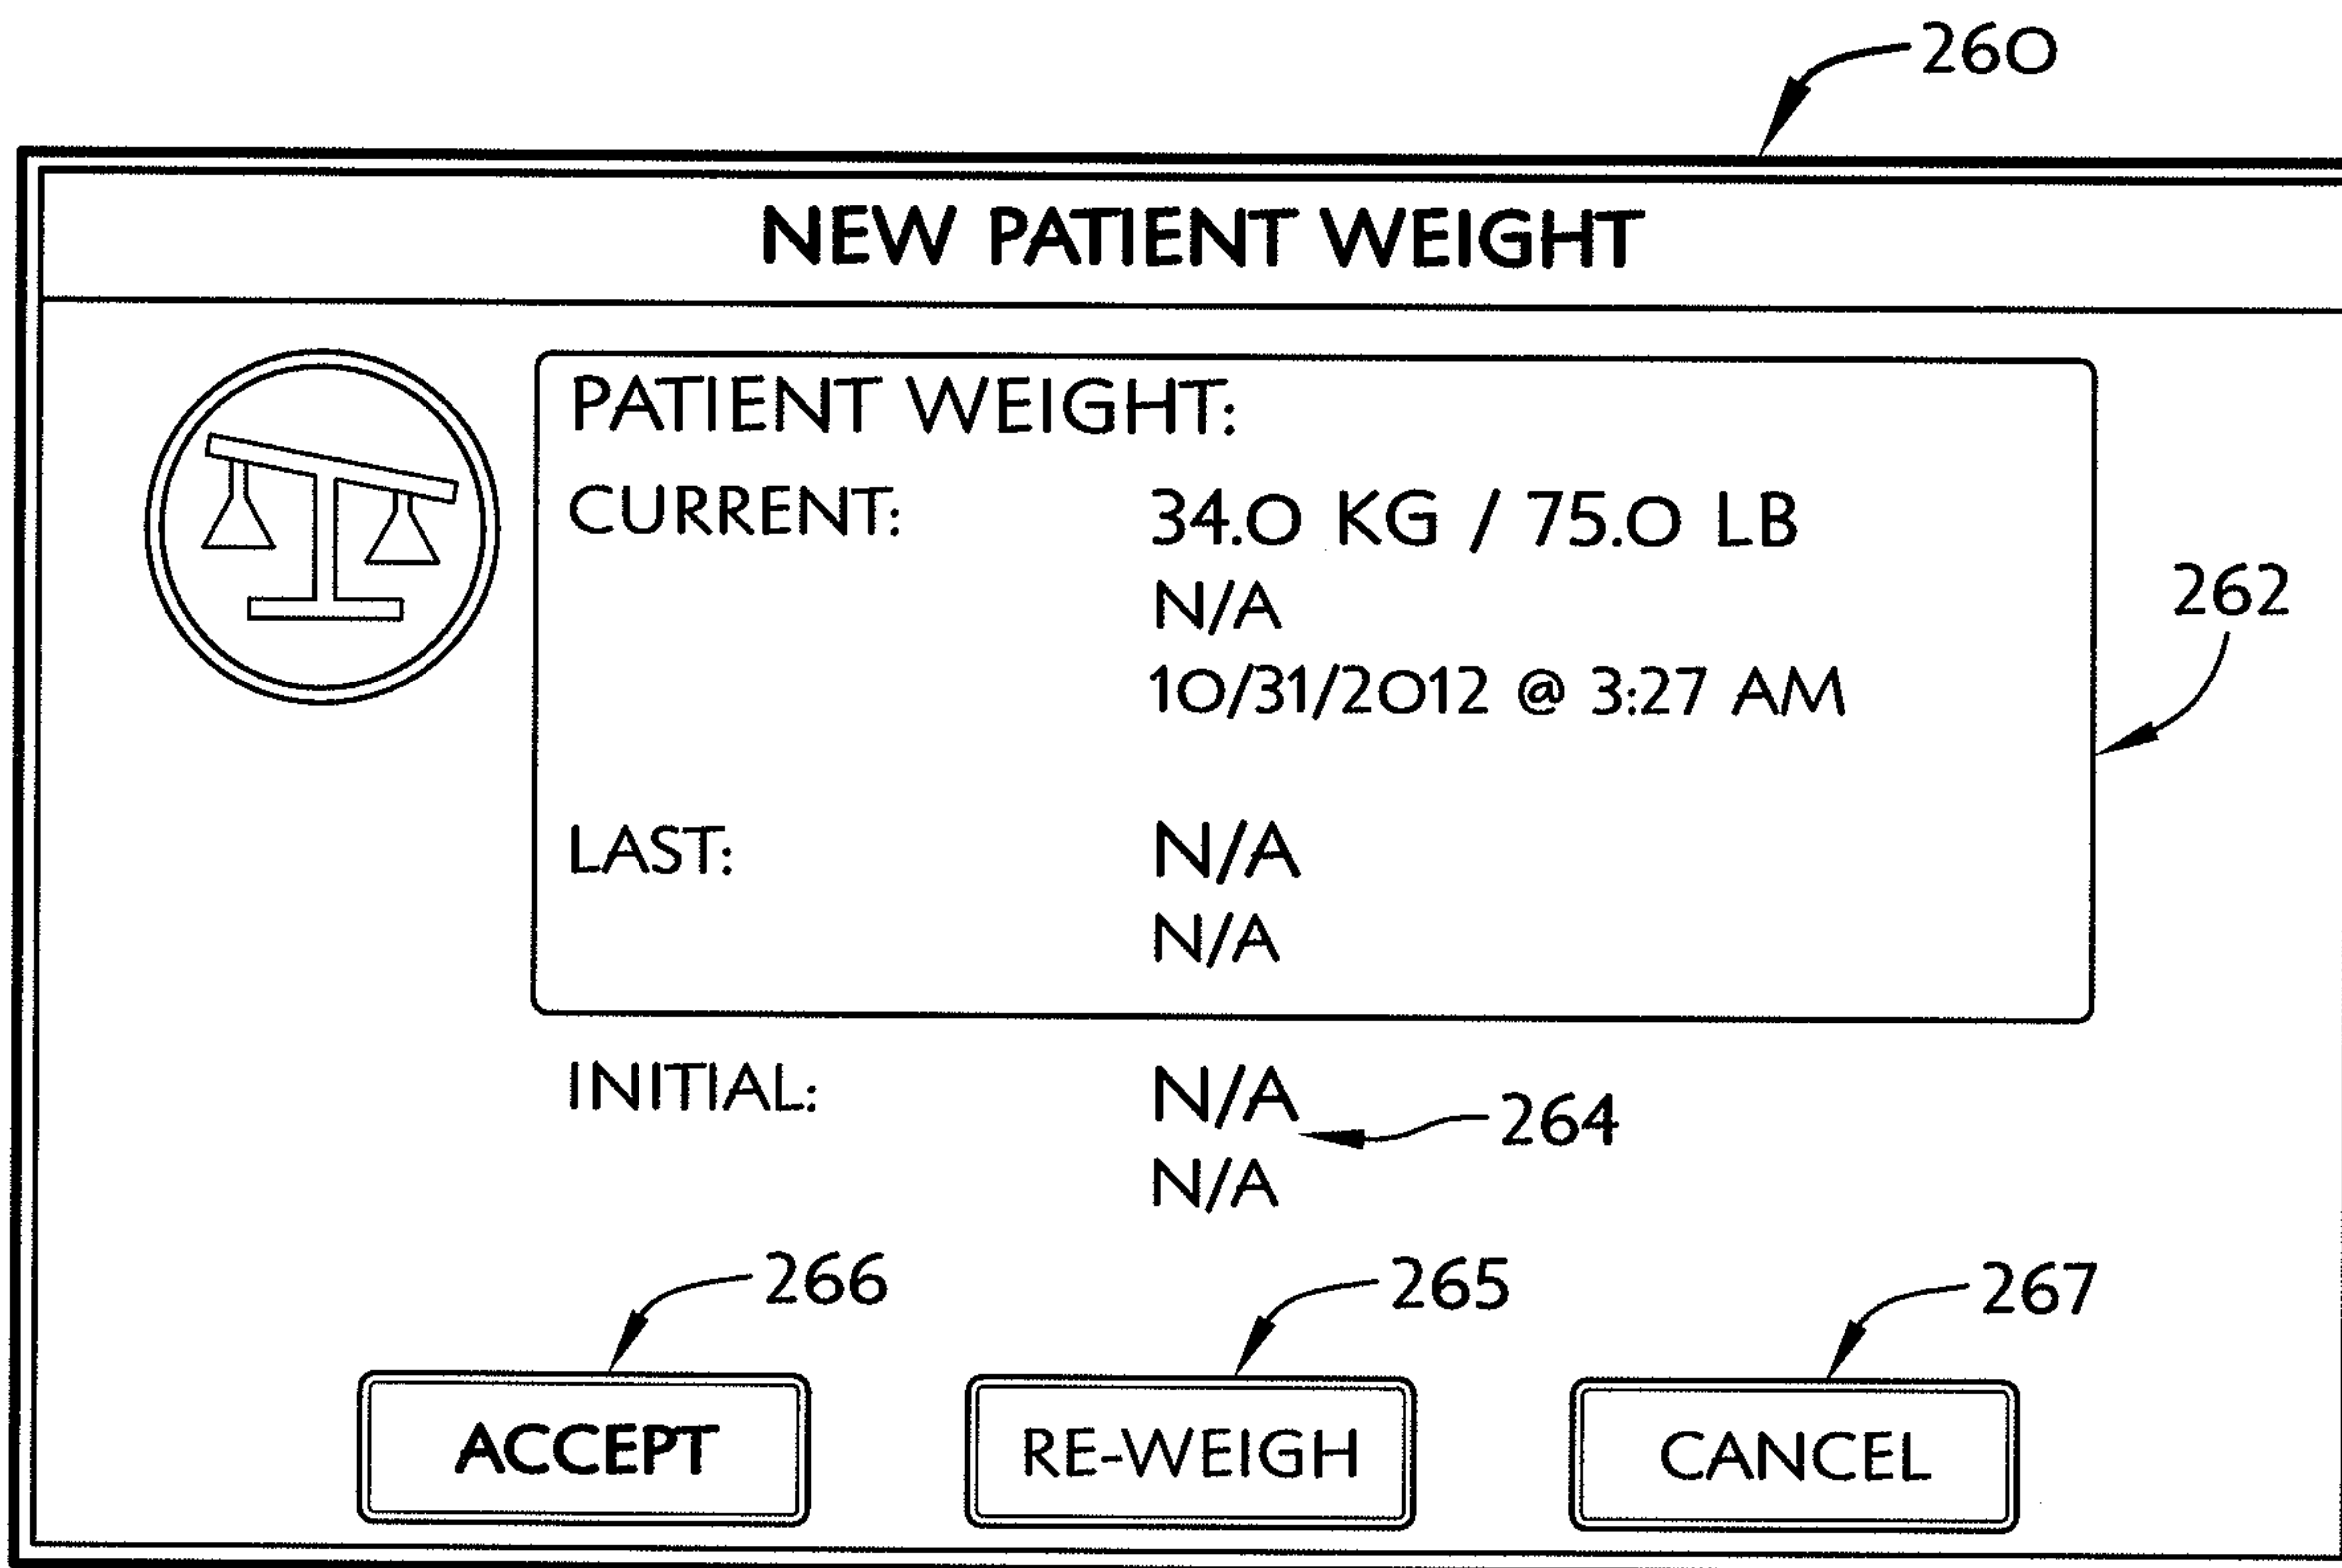 260
NEW PATIENT WEIGHT
PATIENT WEIGHT:
CURRENT: 34.0 KG / 75.0 LB
N/A
262
10/31/2012 @ 3:27 AM
LAST: N/A
N/A
INITIAL: N/A
264
N/A
266 265 267
ACCEPT RE-WEIGH CANCEL